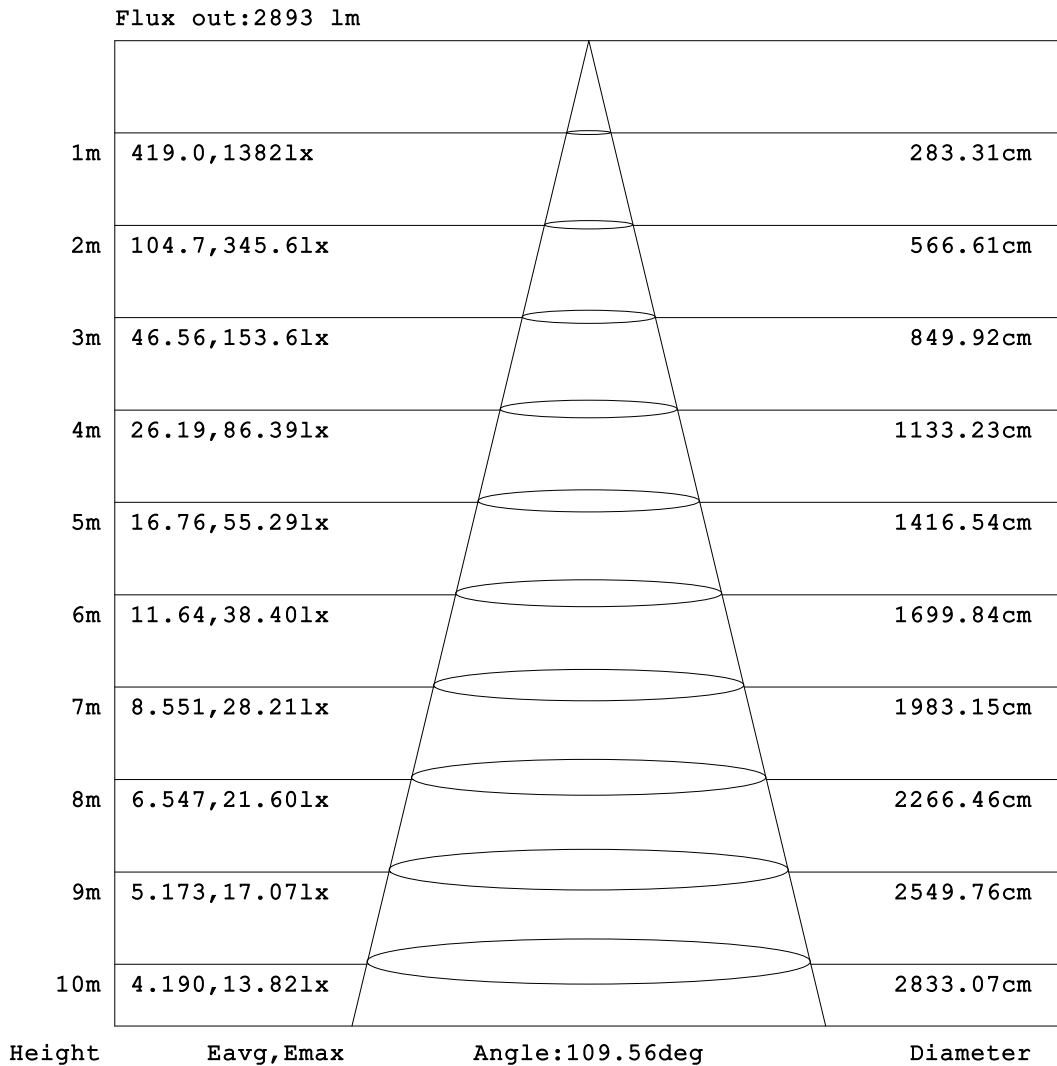 Flux out:2893 lm
1m 419.0,1382lx 283.31cm
2m 104.7,345.6lx 566.61cm
3m 46.56,153.6lx 849.92cm
4m 26.19,86.39lx 1133.23cm
5m 16.76,55.29lx 1416.54cm
6m 11.64,38.40lx 1699.84cm
7m 8.551,28.21lx 1983.15cm
8m 6.547,21.60lx 2266.46cm
9m 5.173,17.07lx 2549.76cm
10m 4.190,13.82lx 2833.07cm
Height Eavg,Emax Angle:109.56deg Diameter